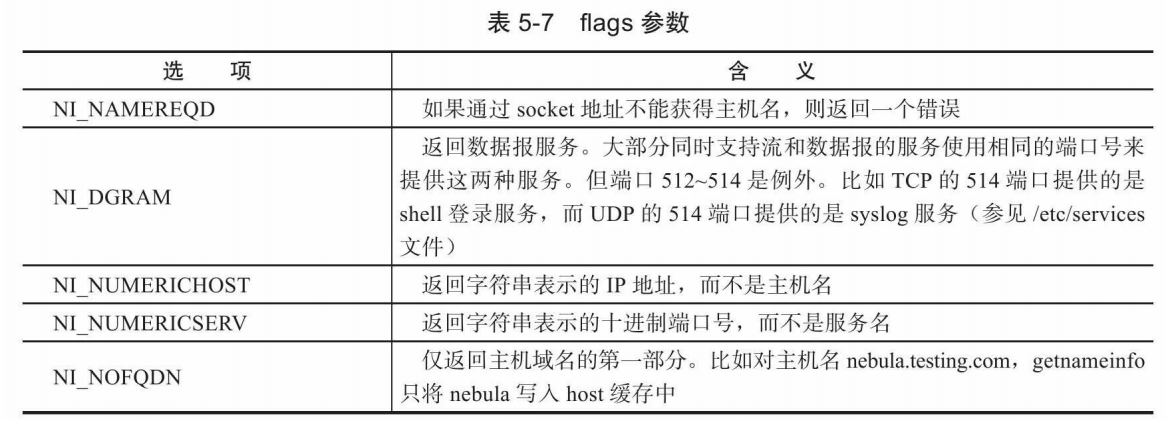 表 5-7 flags 参数
选 项 含 义
NI_NAMEREQD 如果通过 socket 地址不能获得主机名，则返回一个错误
NI_DGRAM 返回数据报服务。大部分同时支持流和数据报的服务使用相同的端口号来
提供这两种服务。但端口 512~514 是例外。比如 TCP 的 514 端口提供的是
shell 登录服务，而 UDP 的 514 端口提供的是 syslog 服务（参见 /etc/services
文件）
NI_NUMERICHOST 返回字符串表示的 IP 地址，而不是主机名
NI_NUMERICSERV 返回字符串表示的十进制端口号，而不是服务名
NI_NOFQDN 仅返回主机域名的第一部分。比如对主机名 nebula.testing.com，getnameinfo
只将 nebula 写入 host 缓存中